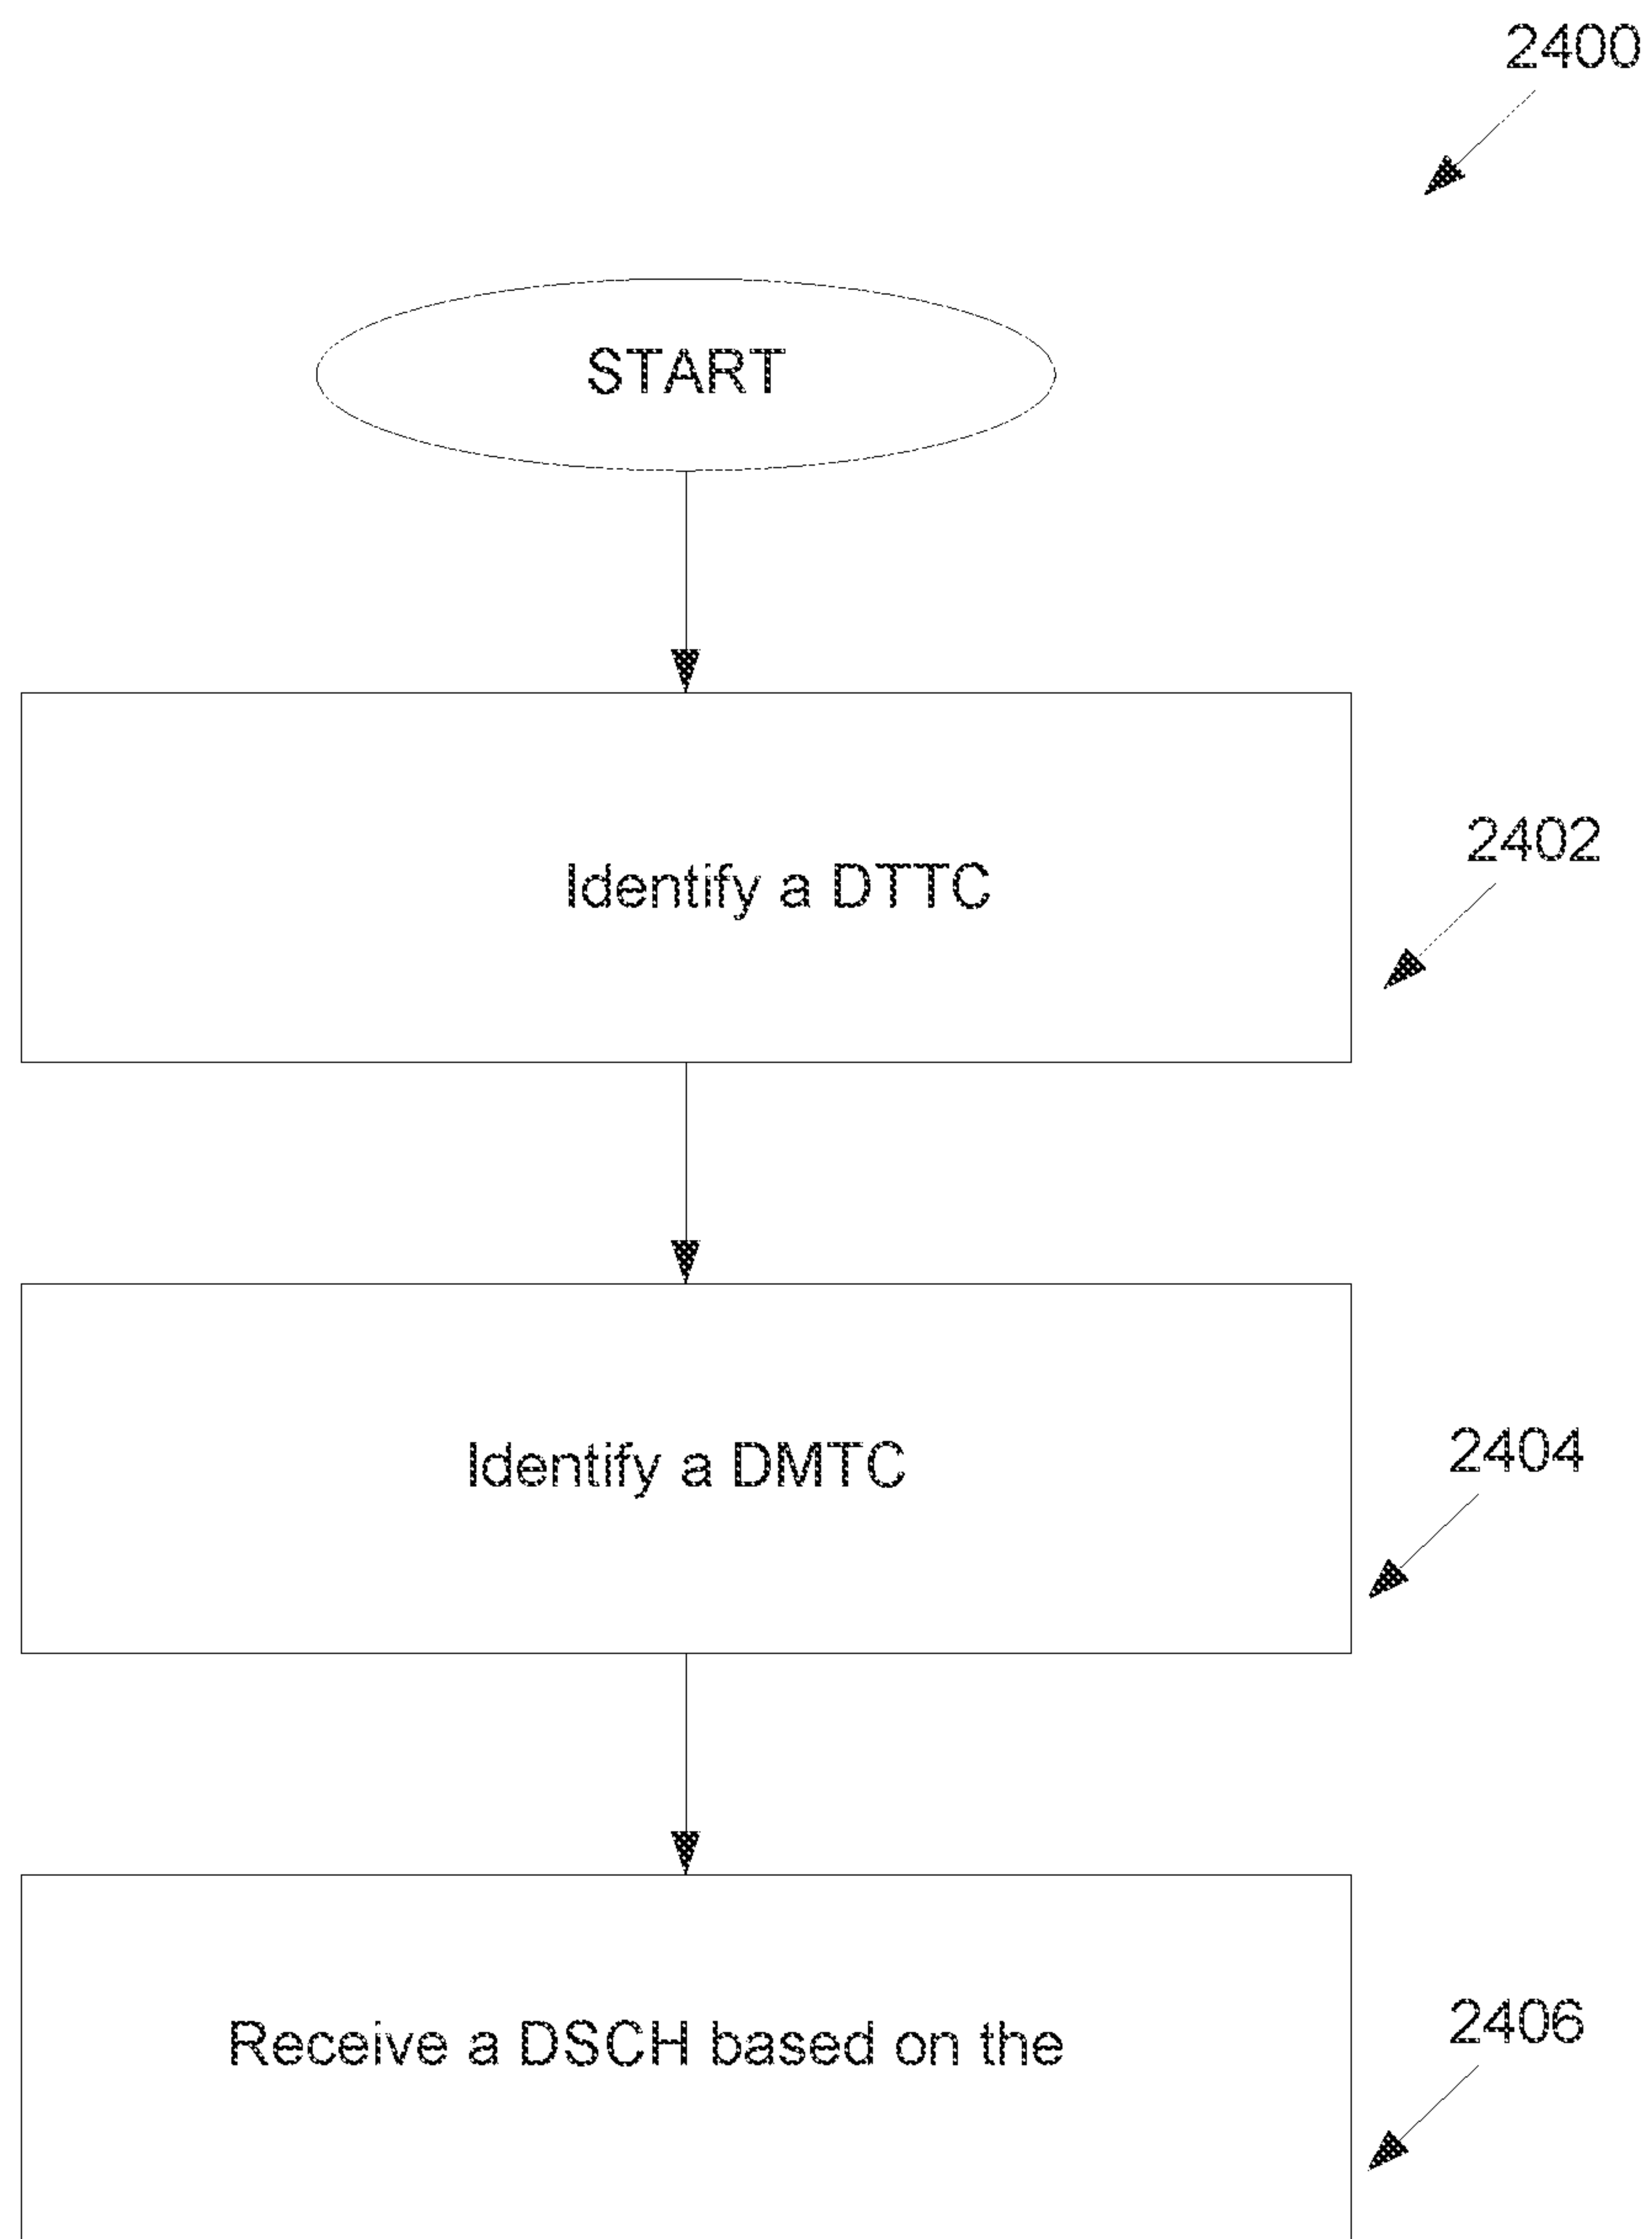 2400
START
Identify a DTTC
2402
Identify a DMTC
2404
Receive a DSCH based on the
2406